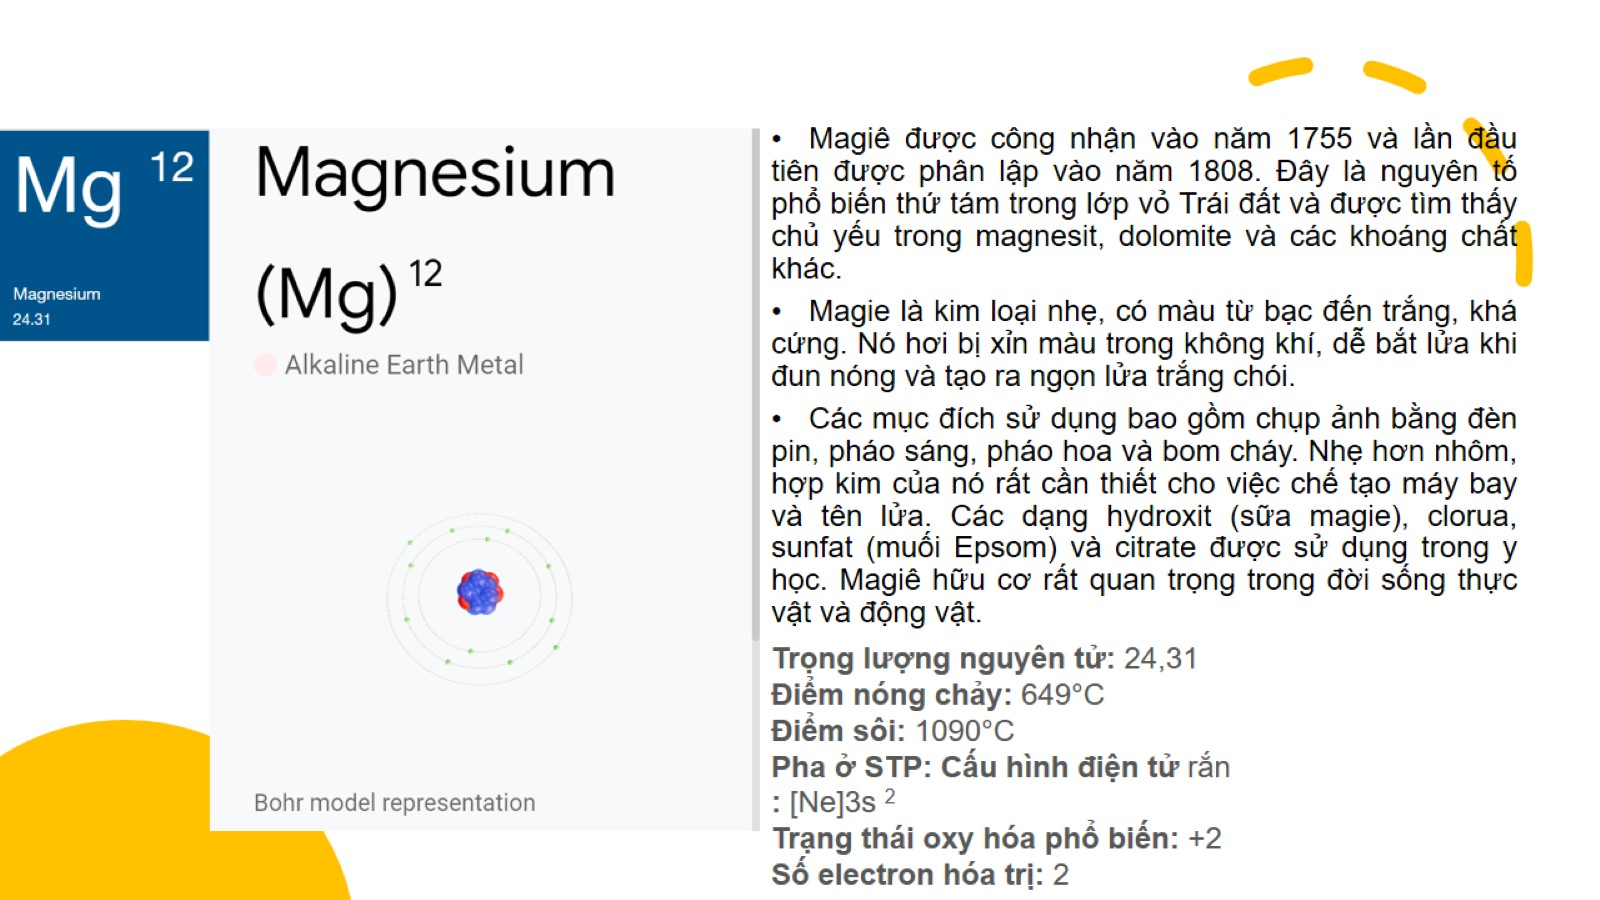 Mg 12
Magnesium
24.31
Magnesium
(Mg) 12
Alkaline Earth Metal
Bohr model representation
• Magiê được công nhận vào năm 1755 và lần đầu
tiên được phân lập vào năm 1808. Đây là nguyên tố
phổ biến thứ tám trong lớp vỏ Trái đất và được tìm thấy
chủ yếu trong magnesit, dolomite và các khoáng chất
khác.
• Magie là kim loại nhẹ, có màu từ bạc đến trắng, khá
cứng. Nó hơi bị xỉn màu trong không khí, dễ bắt lửa khi
đun nóng và tạo ra ngọn lửa trắng chói.
• Các mục đích sử dụng bao gồm chụp ảnh bằng đèn
pin, pháo sáng, pháo hoa và bom cháy. Nhẹ hơn nhôm,
hợp kim của nó rất cần thiết cho việc chế tạo máy bay
và tên lửa. Các dạng hydroxit (sữa magie), clorua,
sunfat (muối Epsom) và citrate được sử dụng trong y
học. Magiê hữu cơ rất quan trọng trong đời sống thực
vật và động vật.
Trọng lượng nguyên tử: 24,31
Điểm nóng chảy: 649°C
Điểm sôi: 1090°C
Pha ở STP: Cấu hình điện tử rắn
: [Ne]3s 2
Trạng thái oxy hóa phổ biến: +2
Số electron hóa trị: 2